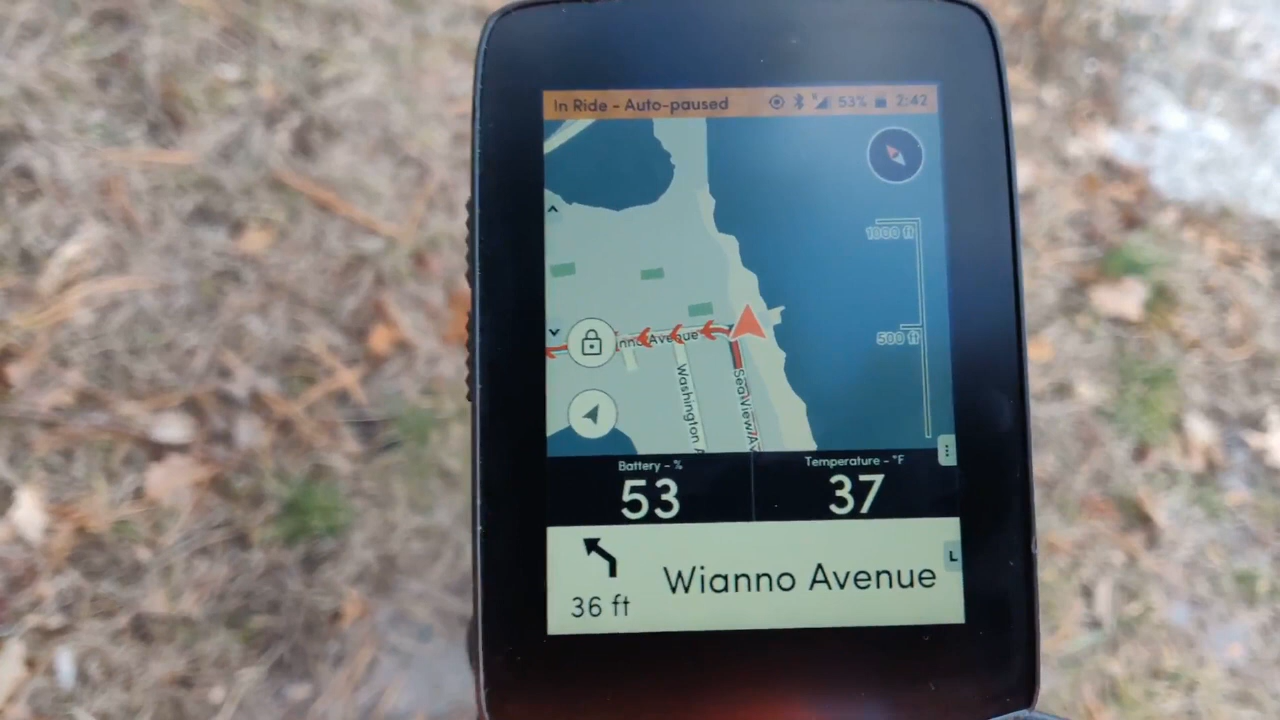 In Ride - Auto-paused 53% 2:42
1000 ft
500 ft
Avenue
Washington
SeaView Av
Battery - %
53
Temperature - °F
37
L
36 ft
Wianno Avenue